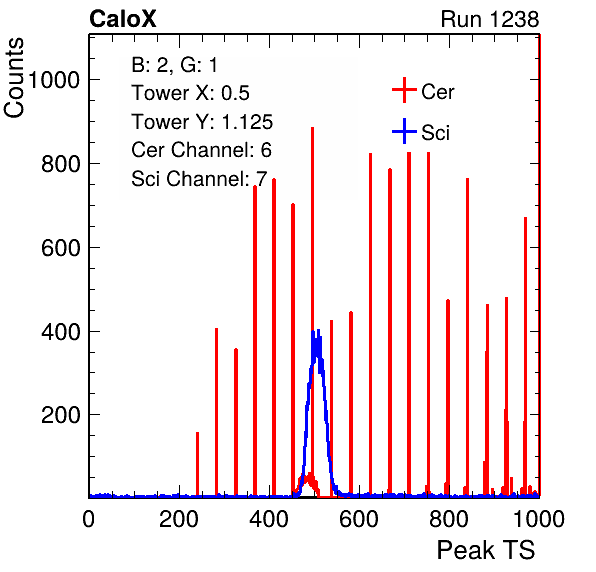 CaloX
Run 1238
Counts
B: 2, G: 1
Tower X: 0.5
Tower Y: 1.125
Cer Channel: 6
Sci Channel: 7
Cer
Sci
1000
800
600
400
200
0 200 400 600 800 1000
Peak TS